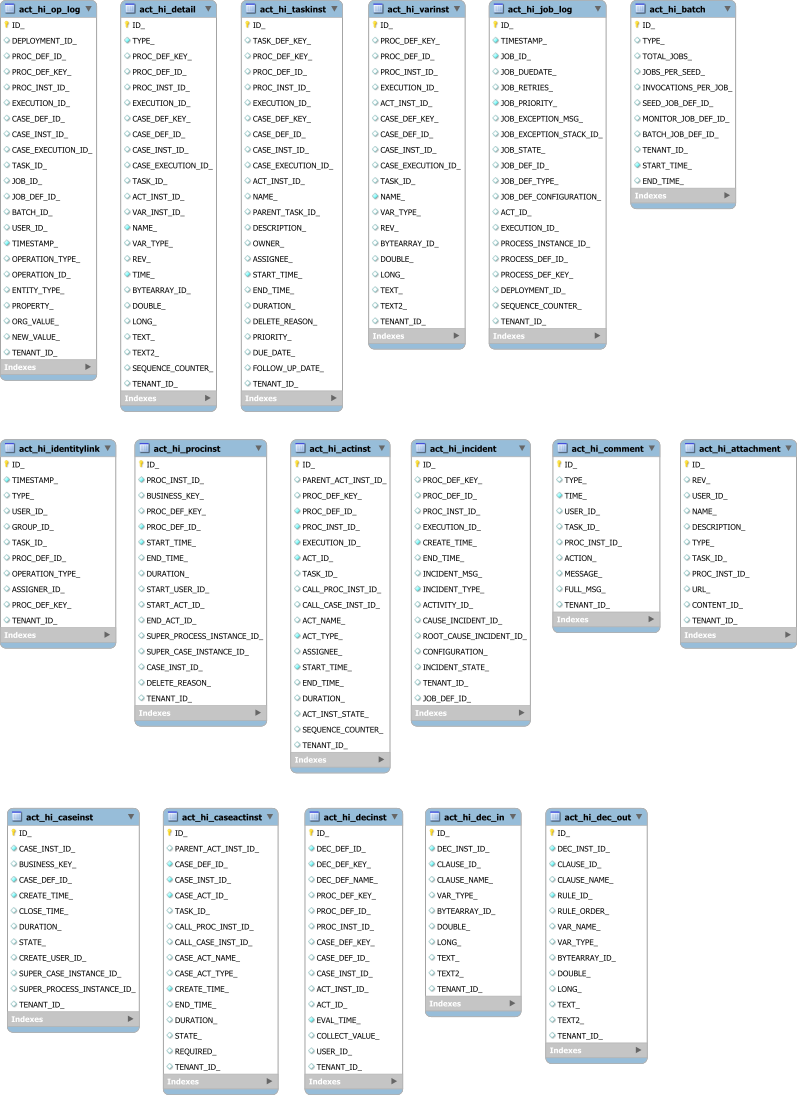 act_hi_op_log
ID_
DEPLOYMENT_ID_
PROC_DEF_ID_
PROC_DEF_KEY_
PROC_INST_ID_
EXECUTION_ID_
CASE_DEF_ID_
CASE_INST_ID_
CASE_EXECUTION_ID_
TASK_ID_
JOB_ID_
JOB_DEF_ID_
BATCH_ID_
USER_ID_
TIMESTAMP_
OPERATION_TYPE_
OPERATION_ID_
ENTITY_TYPE_
PROPERTY_
ORG_VALUE_
NEW_VALUE_
TENANT_ID_
Indexes
act_hi_detail
ID_
TYPE_
PROC_DEF_KEY_
PROC_DEF_ID_
PROC_INST_ID_
EXECUTION_ID_
CASE_DEF_KEY_
CASE_DEF_ID_
CASE_INST_ID_
CASE_EXECUTION_ID_
TASK_ID_
ACT_INST_ID_
VAR_INST_ID_
NAME_
VAR_TYPE_
REV_
TIME_
BYTEARRAY_ID_
DOUBLE_
LONG_
TEXT_
TEXT2_
SEQUENCE_COUNTER_
TENANT_ID_
Indexes
act_hi_taskinst
ID_
TASK_DEF_KEY_
PROC_DEF_KEY_
PROC_DEF_ID_
PROC_INST_ID_
EXECUTION_ID_
CASE_DEF_KEY_
CASE_DEF_ID_
CASE_INST_ID_
CASE_EXECUTION_ID_
ACT_INST_ID_
NAME_
PARENT_TASK_ID_
DESCRIPTION_
OWNER_
ASSIGNEE_
START_TIME_
END_TIME_
DURATION_
DELETE_REASON_
PRIORITY_
DUE_DATE_
FOLLOW_UP_DATE_
TENANT_ID_
Indexes
act_hi_varinst
ID_
PROC_DEF_KEY_
PROC_DEF_ID_
PROC_INST_ID_
EXECUTION_ID_
ACT_INST_ID_
CASE_DEF_KEY_
CASE_DEF_ID_
CASE_INST_ID_
CASE_EXECUTION_ID_
TASK_ID_
NAME_
VAR_TYPE_
REV_
BYTEARRAY_ID_
DOUBLE_
LONG_
TEXT_
TEXT2_
TENANT_ID_
Indexes
act_hi_job_log
ID_
TIMESTAMP_
JOB_ID_
JOB_DUEDATE_
JOB_RETRIES_
JOB_PRIORITY_
JOB_EXCEPTION_MSG_
JOB_EXCEPTION_STACK_ID_
JOB_STATE_
JOB_DEF_ID_
JOB_DEF_TYPE_
JOB_DEF_CONFIGURATION_
ACT_ID_
EXECUTION_ID_
PROCESS_INSTANCE_ID_
PROCESS_DEF_ID_
PROCESS_DEF_KEY_
DEPLOYMENT_ID_
SEQUENCE_COUNTER_
TENANT_ID_
Indexes
act_hi_batch
ID_
TYPE_
TOTAL_JOBS_
JOBS_PER_SEED_
INVOCATIONS_PER_JOB_
SEED_JOB_DEF_ID_
MONITOR_JOB_DEF_ID_
BATCH_JOB_DEF_ID_
TENANT_ID_
START_TIME_
END_TIME_
Indexes
act_hi_identitylink
ID_
TIMESTAMP_
TYPE_
USER_ID_
GROUP_ID_
TASK_ID_
PROC_DEF_ID_
OPERATION_TYPE_
ASSIGNER_ID_
PROC_DEF_KEY_
TENANT_ID_
Indexes
act_hi_procinst
ID_
PROC_INST_ID_
BUSINESS_KEY_
PROC_DEF_KEY_
PROC_DEF_ID_
START_TIME_
END_TIME_
DURATION_
START_USER_ID_
START_ACT_ID_
END_ACT_ID_
SUPER_PROCESS_INSTANCE_ID_
SUPER_CASE_INSTANCE_ID_
CASE_INST_ID_
DELETE_REASON_
TENANT_ID_
Indexes
act_hi_actinst
ID_
PARENT_ACT_INST_ID_
PROC_DEF_KEY_
PROC_DEF_ID_
PROC_INST_ID_
EXECUTION_ID_
ACT_ID_
TASK_ID_
CALL_PROC_INST_ID_
CALL_CASE_INST_ID_
ACT_NAME_
ACT_TYPE_
ASSIGNEE_
START_TIME_
END_TIME_
DURATION_
ACT_INST_STATE_
SEQUENCE_COUNTER_
TENANT_ID_
Indexes
act_hi_incident
ID_
PROC_DEF_KEY_
PROC_DEF_ID_
PROC_INST_ID_
EXECUTION_ID_
CREATE_TIME_
END_TIME_
INCIDENT_MSG_
INCIDENT_TYPE_
ACTIVITY_ID_
CAUSE_INCIDENT_ID_
ROOT_CAUSE_INCIDENT_ID_
CONFIGURATION_
INCIDENT_STATE_
TENANT_ID_
JOB_DEF_ID_
Indexes
act_hi_comment
ID_
TYPE_
TIME_
USER_ID_
TASK_ID_
PROC_INST_ID_
ACTION_
MESSAGE_
FULL_MSG_
TENANT_ID_
Indexes
act_hi_attachment
ID_
REV_
USER_ID_
NAME_
DESCRIPTION_
TYPE_
TASK_ID_
PROC_INST_ID_
URL_
CONTENT_ID_
TENANT_ID_
Indexes
act_hi_caseinst
ID_
CASE_INST_ID_
BUSINESS_KEY_
CASE_DEF_ID_
CREATE_TIME_
CLOSE_TIME_
DURATION_
STATE_
CREATE_USER_ID_
SUPER_CASE_INSTANCE_ID_
SUPER_PROCESS_INSTANCE_ID_
TENANT_ID_
Indexes
act_hi_caseactinst
ID_
PARENT_ACT_INST_ID_
CASE_DEF_ID_
CASE_INST_ID_
CASE_ACT_ID_
TASK_ID_
CALL_PROC_INST_ID_
CALL_CASE_INST_ID_
CASE_ACT_NAME_
CASE_ACT_TYPE_
CREATE_TIME_
END_TIME_
DURATION_
STATE_
REQUIRED_
TENANT_ID_
Indexes
act_hi_decinst
ID_
DEC_DEF_ID_
DEC_DEF_KEY_
DEC_DEF_NAME_
PROC_DEF_KEY_
PROC_DEF_ID_
PROC_INST_ID_
CASE_DEF_KEY_
CASE_DEF_ID_
CASE_INST_ID_
ACT_INST_ID_
ACT_ID_
EVAL_TIME_
COLLECT_VALUE_
USER_ID_
TENANT_ID_
Indexes
act_hi_dec_in
ID_
DEC_INST_ID_
CLAUSE_ID_
CLAUSE_NAME_
VAR_TYPE_
BYTEARRAY_ID_
DOUBLE_
LONG_
TEXT_
TEXT2_
TENANT_ID_
Indexes
act_hi_dec_out
ID_
DEC_INST_ID_
CLAUSE_ID_
CLAUSE_NAME_
RULE_ID_
RULE_ORDER_
VAR_NAME_
VAR_TYPE_
BYTEARRAY_ID_
DOUBLE_
LONG_
TEXT_
TEXT2_
TENANT_ID_
Indexes